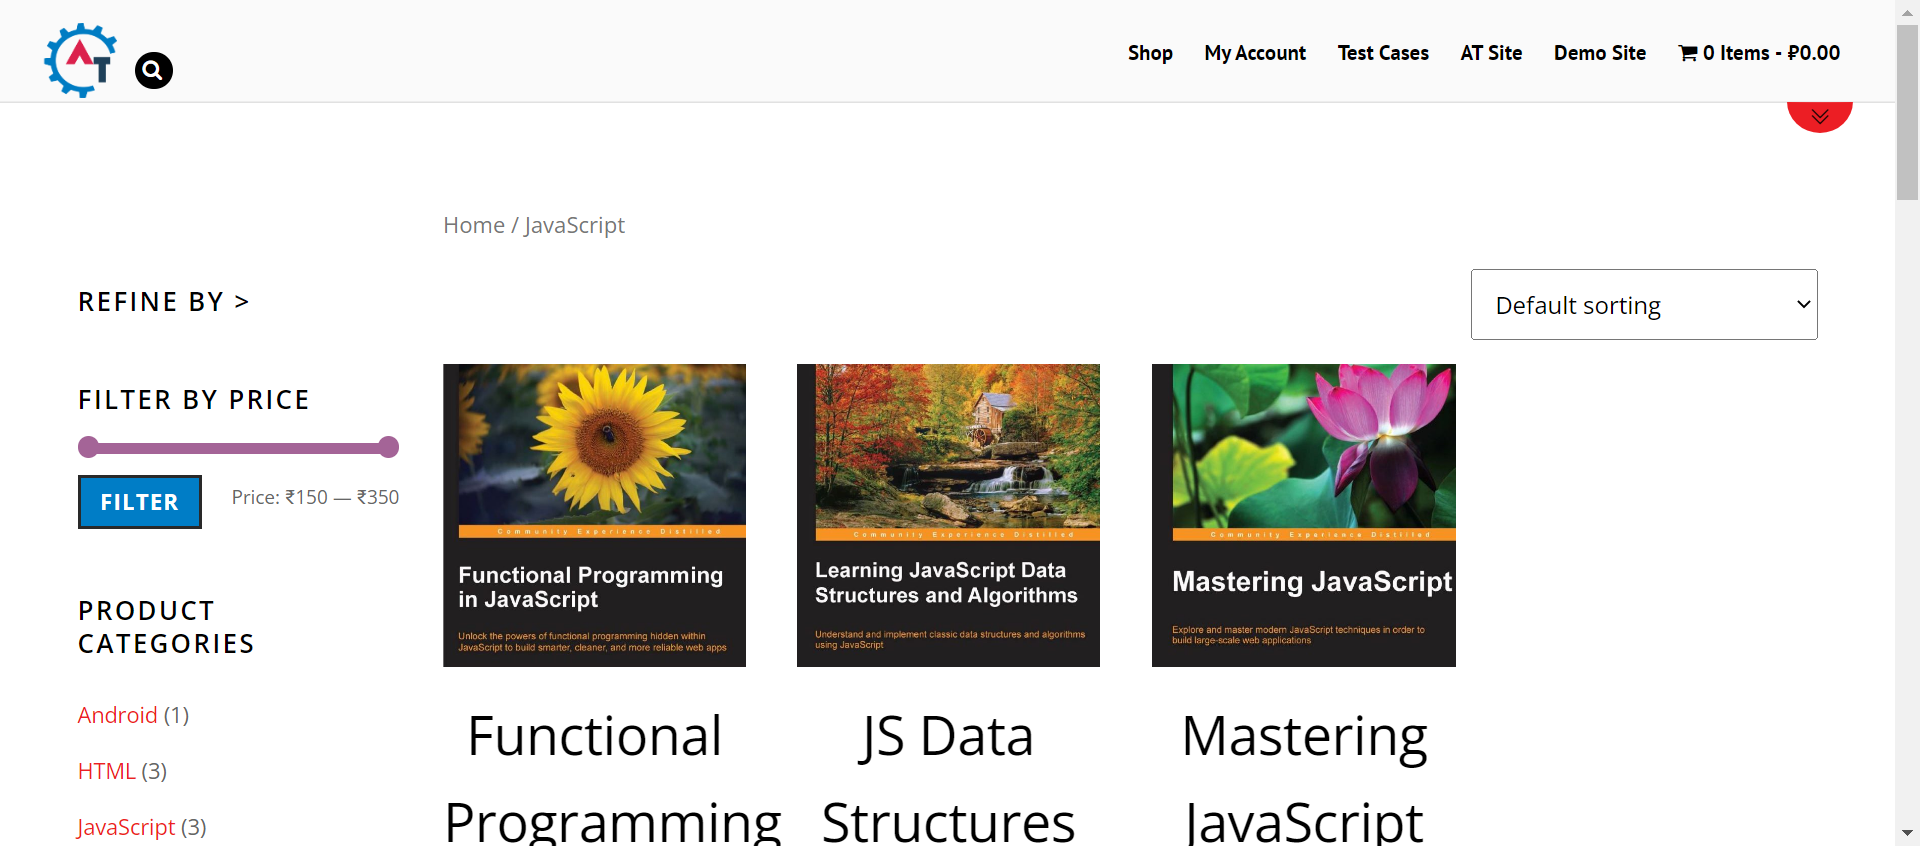 AT
Shop
My Account
Test Cases
AT Site
Demo Site
0 Items - ₽0.00
Home / JavaScript
REFINE BY >
Default sorting
FILTER BY PRICE
FILTER
Price: ₹150 — ₹350
PRODUCT
CATEGORIES
Android (1)
HTML (3)
JavaScript (3)
Community Experience Distilled
Functional Programming
in JavaScript
Unlock the powers of functional programming hidden within
JavaScript to build smarter, cleaner, and more reliable web apps
Functional
Programming
Community Experience Distilled
Learning JavaScript Data
Structures and Algorithms
Understand and implement classic data structures and algorithms
using JavaScript
JS Data
Structures
Community Experience Distilled
Mastering JavaScript
Explore and master modern JavaScript techniques in order to
build large-scale web applications
Mastering
JavaScript